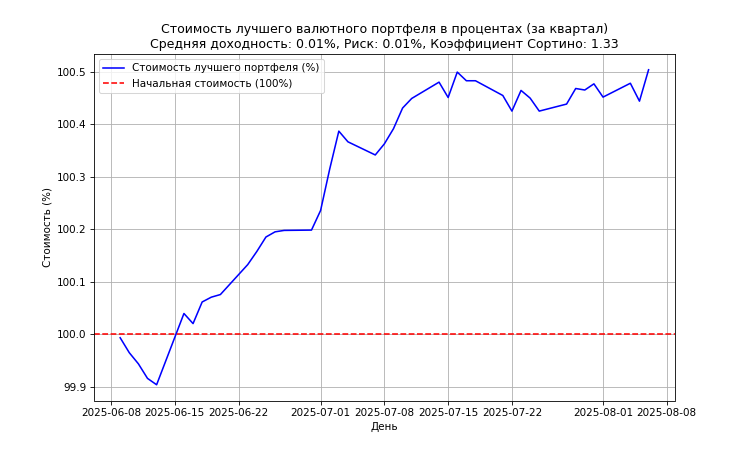 Стоимость лучшего валютного портфеля в процентах (за квартал)
Средняя доходность: 0.01%, Риск: 0.01%, Коэффициент Сортино: 1.33
Стоимость лучшего портфеля (%)
Начальная стоимость (100%)
Стоимость (%)
100.5
100.4
100.3
100.2
100.1
100.0
99.9
2025-06-08 2025-06-15 2025-06-22 2025-07-01 2025-07-08 2025-07-15 2025-07-22 2025-08-01 2025-08-08
День